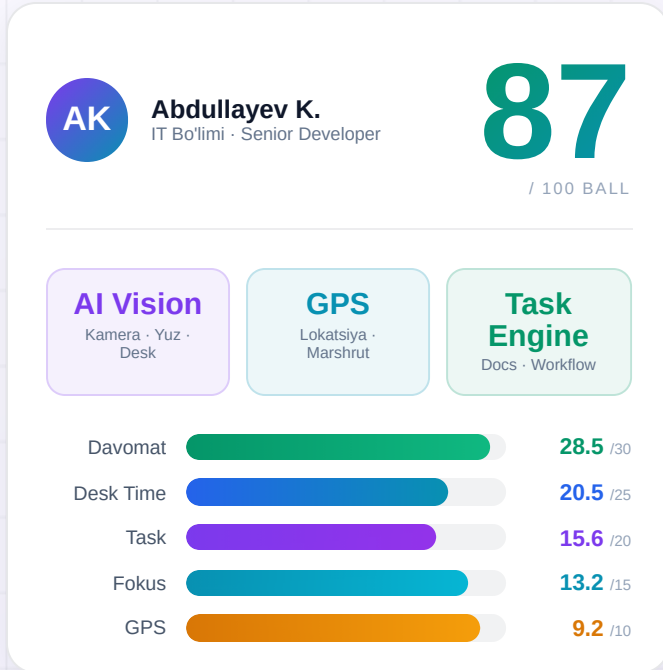 AK
Abdullayev K.
IT Bo'limi · Senior Developer
87
/ 100 BALL
AI Vision
Kamera · Yuz ·
Desk
GPS
Lokatsiya ·
Marshrut
Task
Engine
Docs · Workflow
Davomat 28.5 /30
Desk Time 20.5 /25
Task 15.6 /20
Fokus 13.2 /15
GPS 9.2 /10